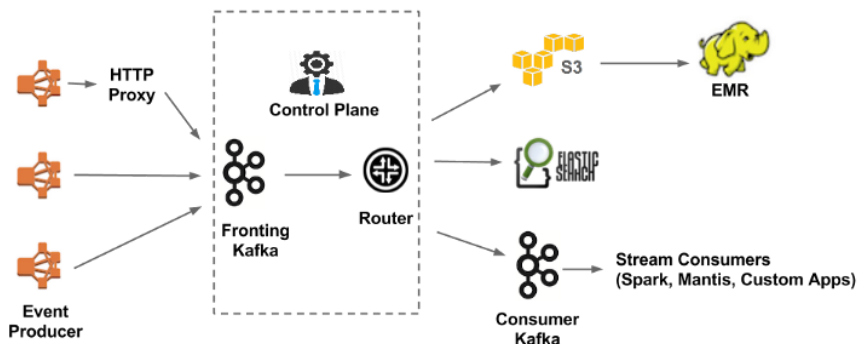 HTTP
Proxy
Control Plane
S3
EMR
ELASTIC
SEARCH
Fronting
Kafka
Router
Stream Consumers
(Spark, Mantis, Custom Apps)
Event
Producer
Consumer
Kafka